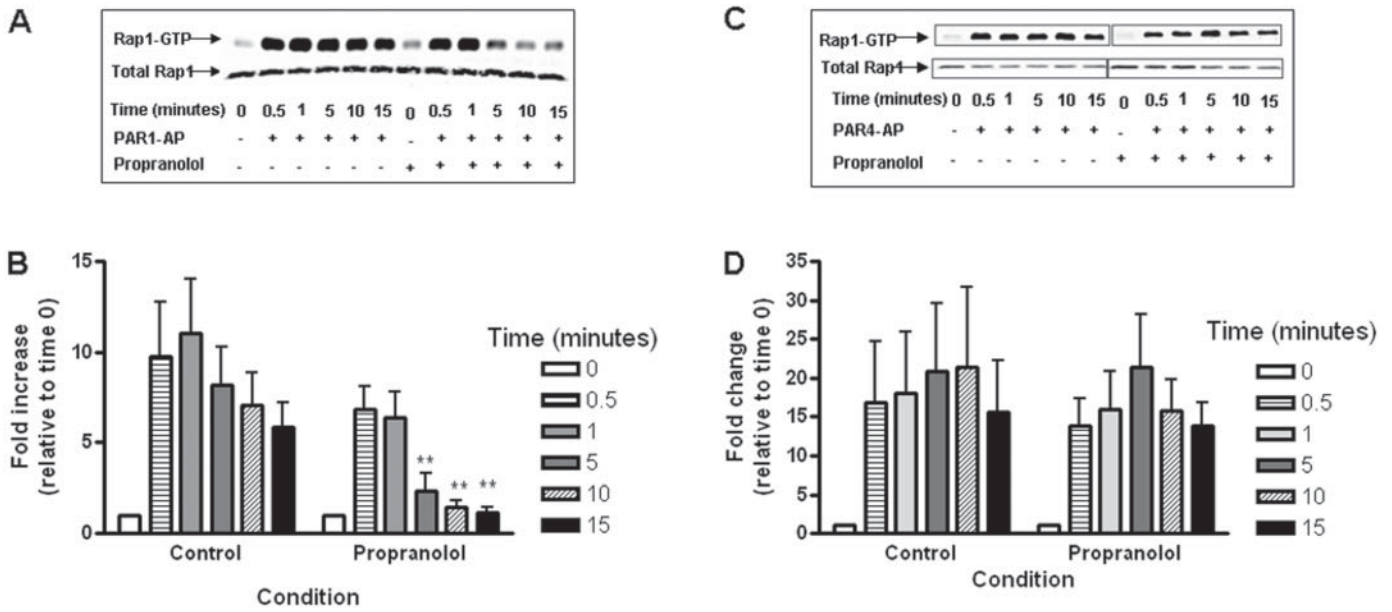 A
Rap1-GTP
Total Rap1
Time (minutes) 0 0.5 1 5 10 15 0 0.5 1 5 10 15
PAR1-AP - + + + + + - + + + + +
Propranolol - - - - - - + + + + + +
C
Rap1-GTP
Total Rap1
Time (minutes) 0 0.5 1 5 10 15 0 0.5 1 5 10 15
PAR4-AP - + + + + + - + + + + +
Propranolol - - - - - - + + + + + +
B
Fold increase
(relative to time 0)
15
10
5
0
** ** **
Control Propranolol
Condition
Time (minutes)
0
0.5
1
5
10
15
D
Fold change
(relative to time 0)
35
30
25
20
15
10
5
0
Control Propranolol
Condition
Time (minutes)
0
0.5
1
5
10
15